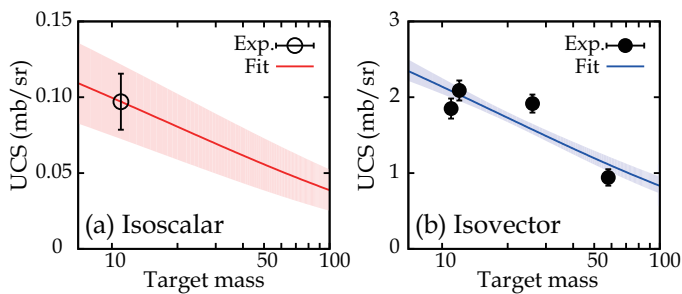 0.15
0.10
0.05
0
UCS (mb/sr)
Exp.
Fit
(a) Isoscalar
10
50
100
Target mass
3
2
1
0
UCS (mb/sr)
Exp.
Fit
(b) Isovector
10
50
100
Target mass